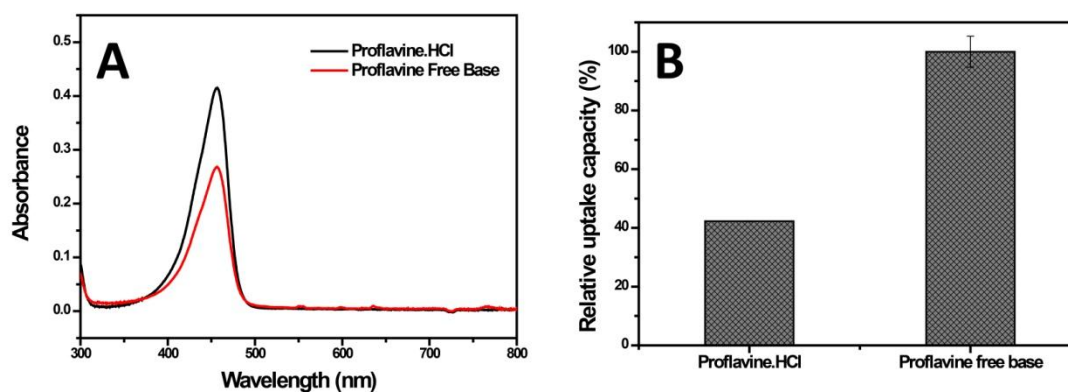 A
Proflavine.HCl
Proflavine Free Base
Absorbance
0.5
0.4
0.3
0.2
0.1
0.0
300 400 500 600 700 800
Wavelength (nm)
B
Relative uptake capacity (%)
100
80
60
40
20
0
Proflavine.HCl Proflavine free base